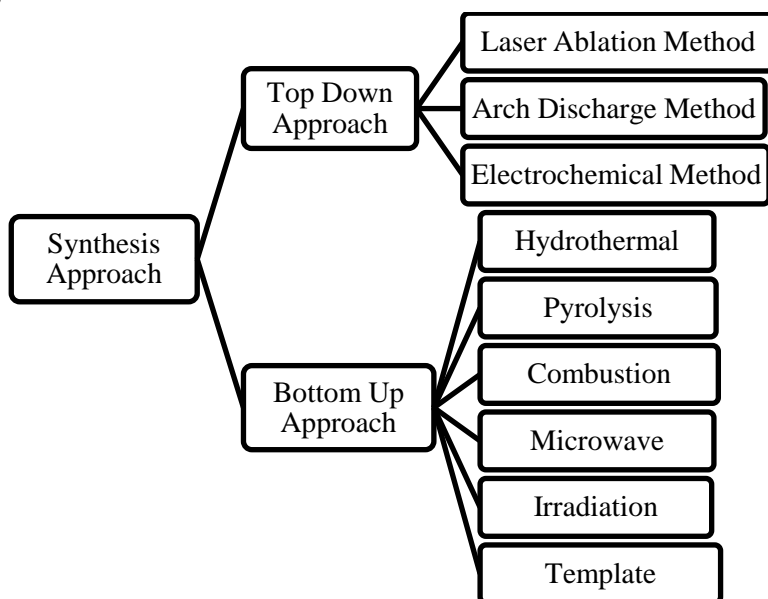 Synthesis
Approach
Top Down
Approach
Laser Ablation Method
Arch Discharge Method
Electrochemical Method
Bottom Up
Approach
Hydrothermal
Pyrolysis
Combustion
Microwave
Irradiation
Template